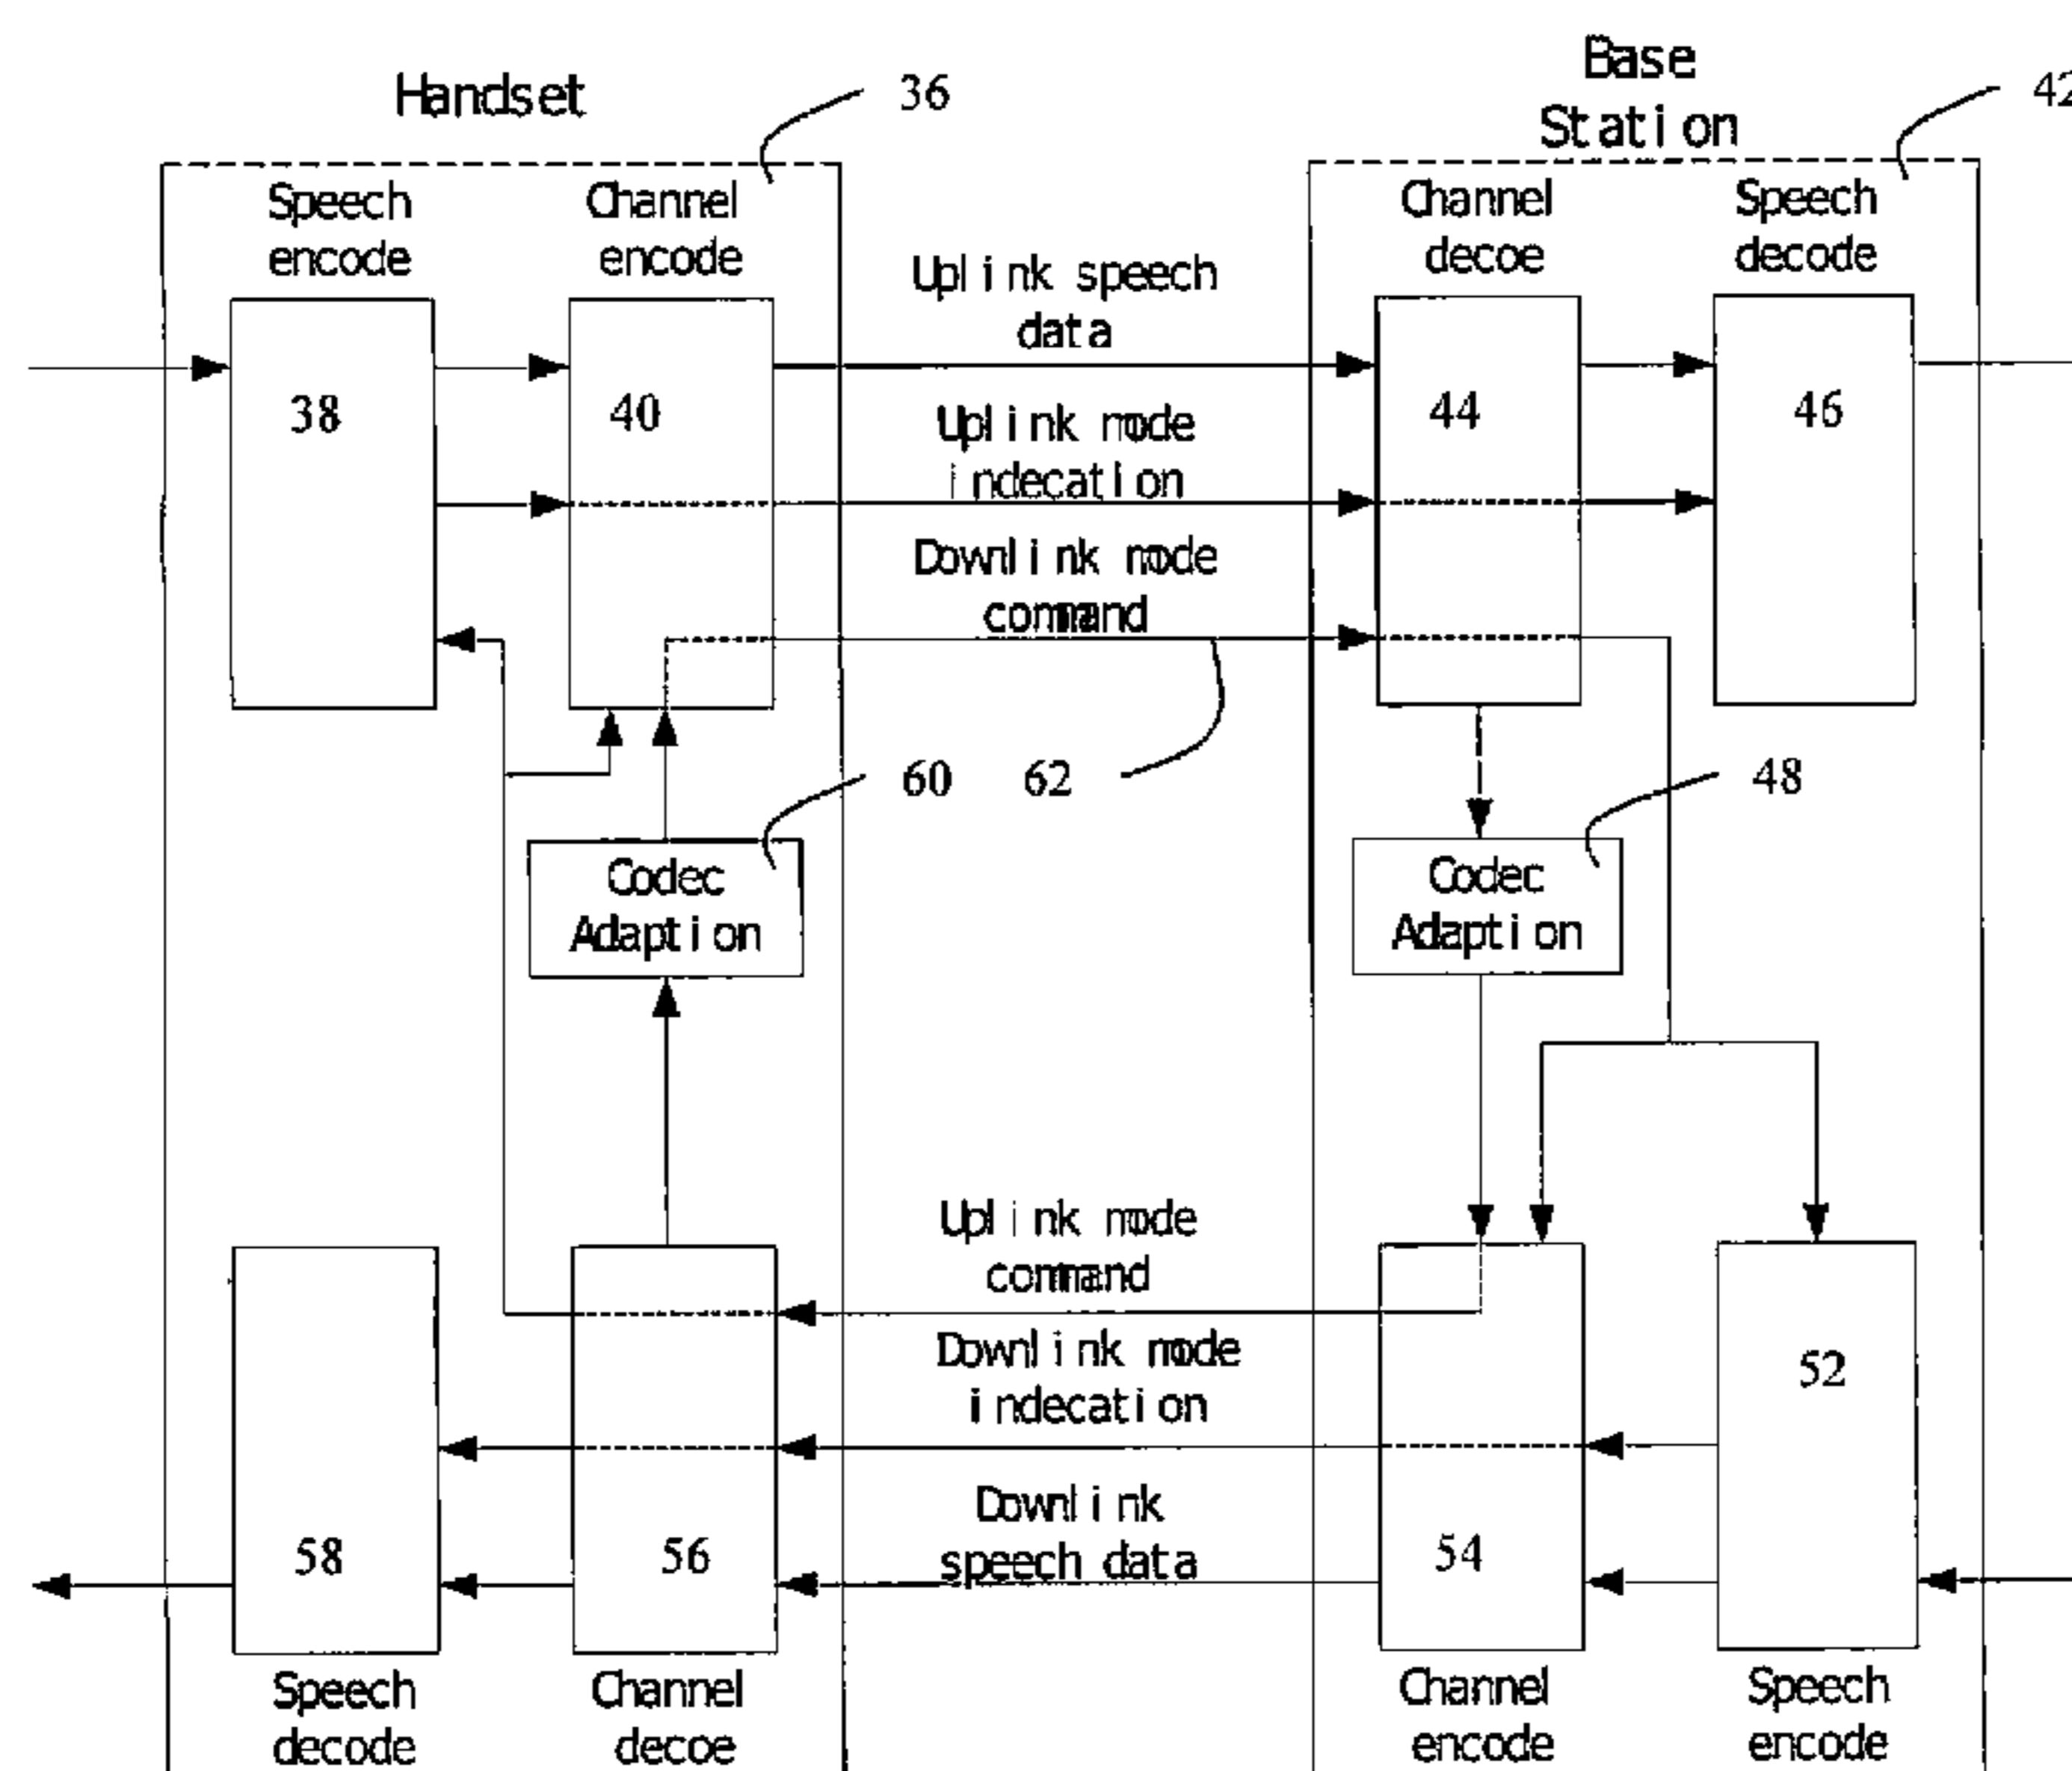 Handset
36
Base
Station
42
Speech
encode
Channel
encode
Channel
decoe
Speech
decode
Uplink speech
data
38
40
44
46
Uplink mode
indecation
Downlink mode
command
60
62
48
Codec
Adaption
Codec
Adaption
Uplink mode
command
Downlink mode
indecation
52
Downlink
speech data
58
56
54
Speech
decode
Channel
decoe
Channel
encode
Speech
encode